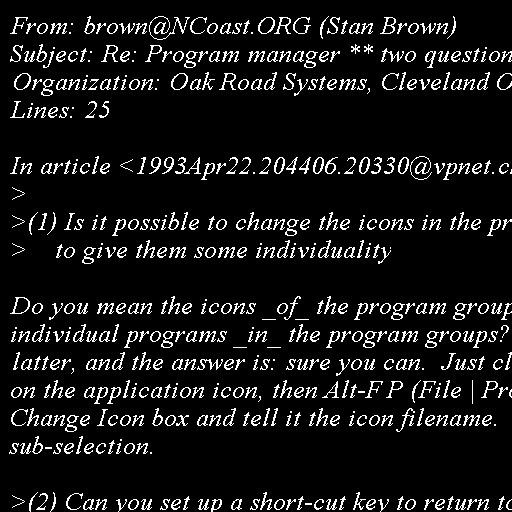 From: brown@NCoast.ORG (Stan Brown)
Subject: Re: Program manager ** two question
Organization: Oak Road Systems, Cleveland O
Lines: 25

In article <1993Apr22.204406.20330@vpnet.c
>
>(1) Is it possible to change the icons in the pr
>    to give them some individuality

Do you mean the icons _of_ the program group
individual programs _in_ the program groups?
latter, and the answer is: sure you can.  Just cl
on the application icon, then Alt-F P (File | Pro
Change Icon box and tell it the icon filename.
sub-selection.

>(2) Can you set up a short-cut key to return to